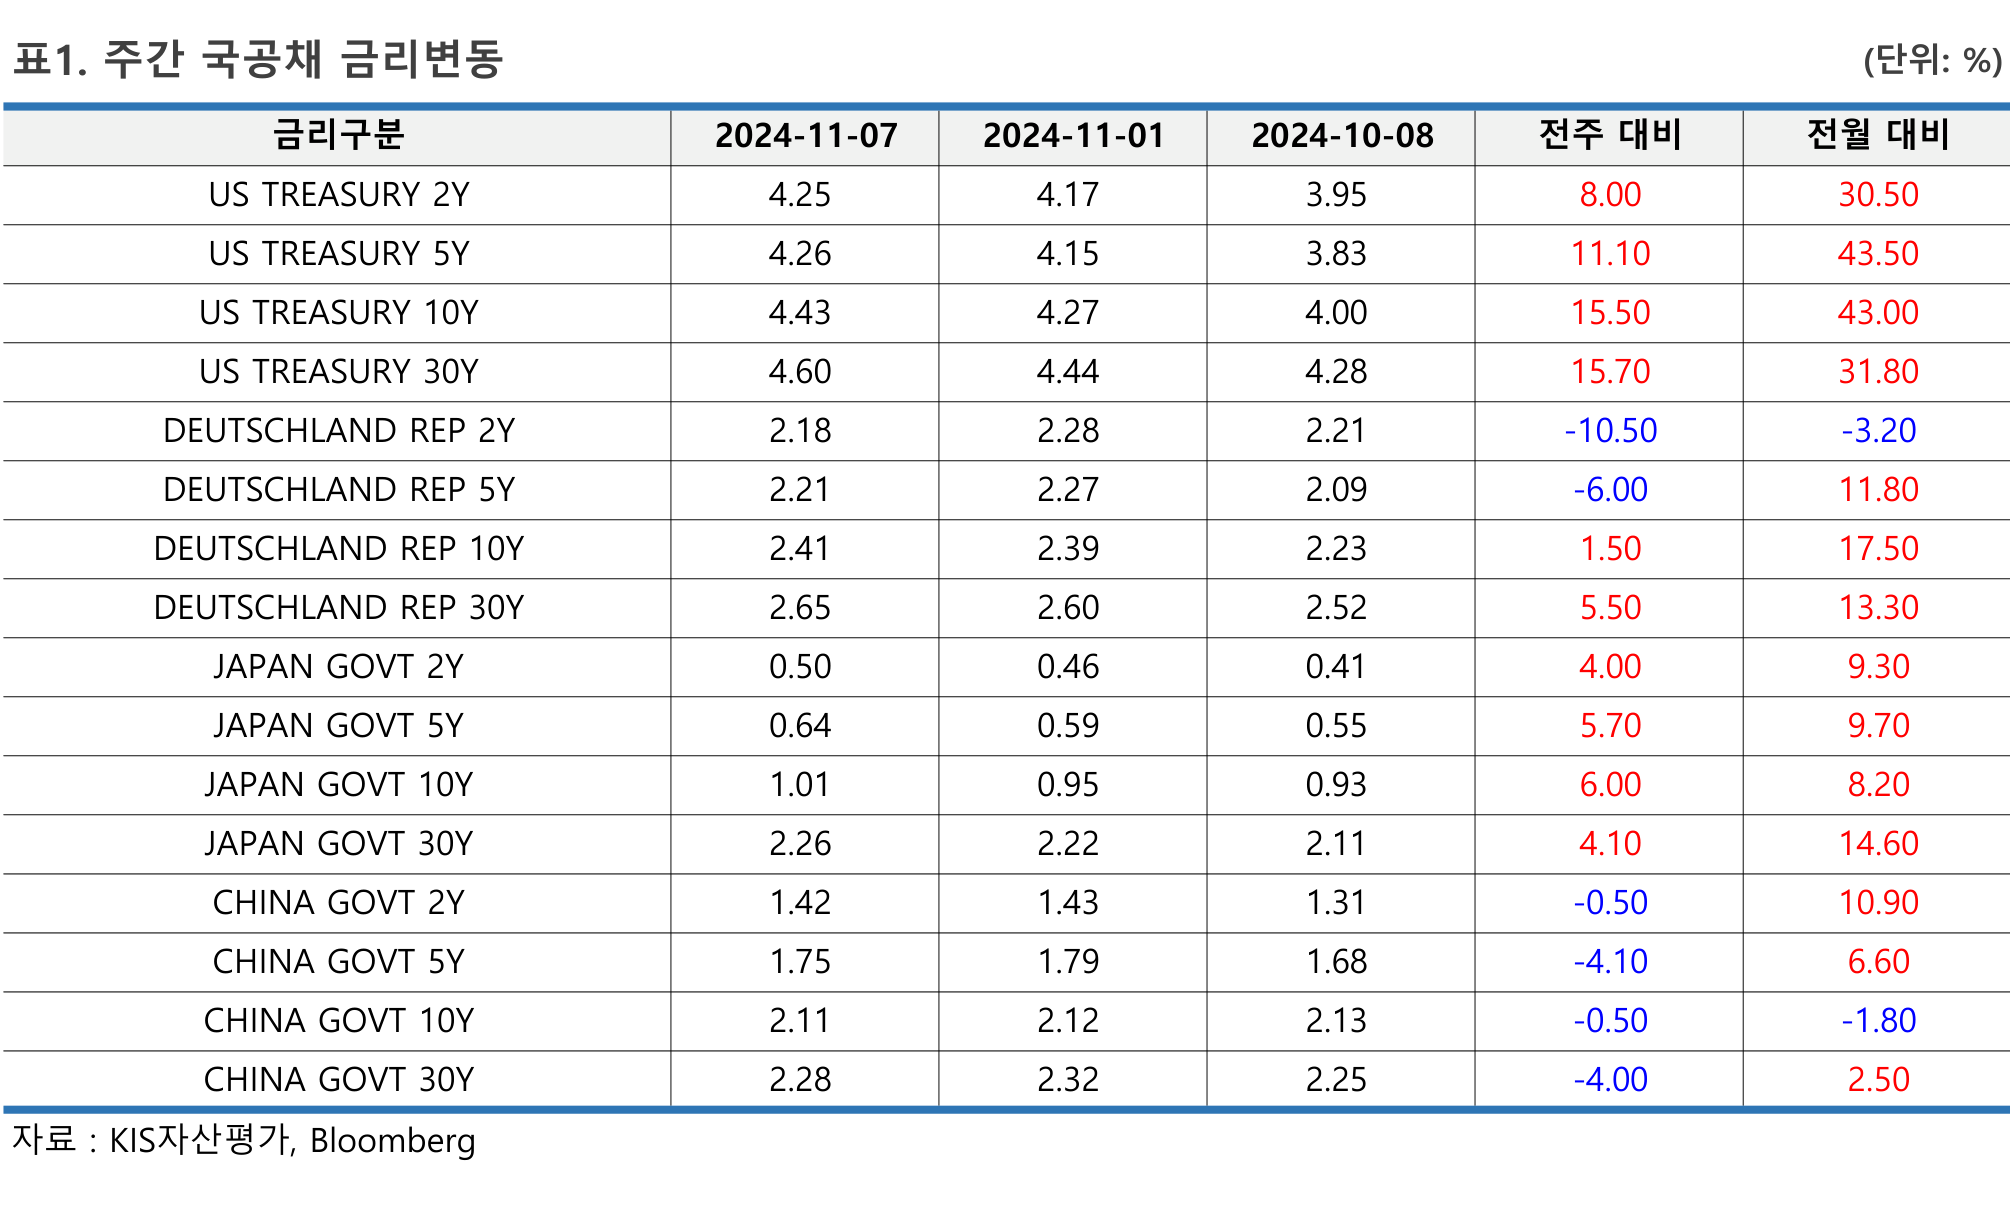 표1. 주간 국공채 금리변동 (단위: %)
금리구분 2024-11-07 2024-11-01 2024-10-08 전주 대비 전월 대비
US TREASURY 2Y 4.25 4.17 3.95 8.00 30.50
US TREASURY 5Y 4.26 4.15 3.83 11.10 43.50
US TREASURY 10Y 4.43 4.27 4.00 15.50 43.00
US TREASURY 30Y 4.60 4.44 4.28 15.70 31.80
DEUTSCHLAND REP 2Y 2.18 2.28 2.21 -10.50 -3.20
DEUTSCHLAND REP 5Y 2.21 2.27 2.09 -6.00 11.80
DEUTSCHLAND REP 10Y 2.41 2.39 2.23 1.50 17.50
DEUTSCHLAND REP 30Y 2.65 2.60 2.52 5.50 13.30
JAPAN GOVT 2Y 0.50 0.46 0.41 4.00 9.30
JAPAN GOVT 5Y 0.64 0.59 0.55 5.70 9.70
JAPAN GOVT 10Y 1.01 0.95 0.93 6.00 8.20
JAPAN GOVT 30Y 2.26 2.22 2.11 4.10 14.60
CHINA GOVT 2Y 1.42 1.43 1.31 -0.50 10.90
CHINA GOVT 5Y 1.75 1.79 1.68 -4.10 6.60
CHINA GOVT 10Y 2.11 2.12 2.13 -0.50 -1.80
CHINA GOVT 30Y 2.28 2.32 2.25 -4.00 2.50
자료 : KIS자산평가, Bloomberg